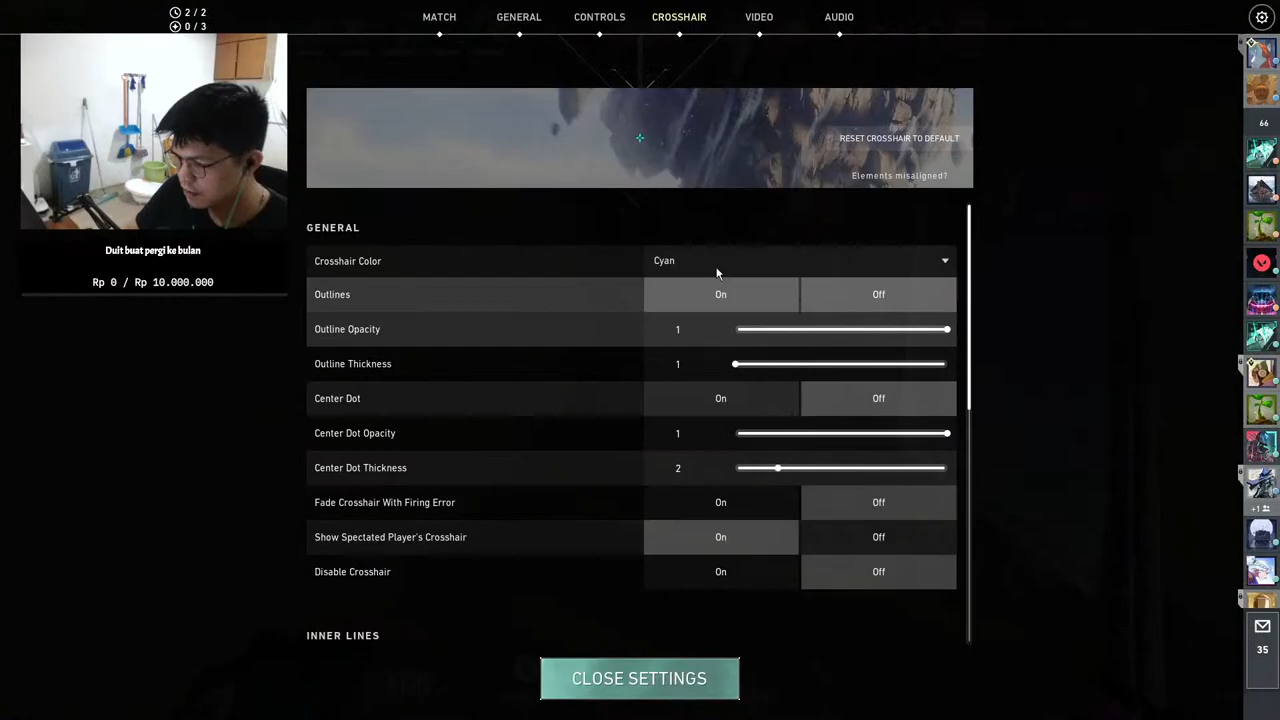 2 / 2
0 / 3
MATCH
GENERAL
CONTROLS
CROSSHAIR
VIDEO
AUDIO
Duit buat pergi ke bulan
Rp 0 / Rp 10.000.000
RESET CROSSHAIR TO DEFAULT
Elements misaligned?
GENERAL
Crosshair Color Cyan
Outlines On Off
Outline Opacity 1
Outline Thickness 1
Center Dot On Off
Center Dot Opacity 1
Center Dot Thickness 2
Fade Crosshair With Firing Error On Off
Show Spectated Player's Crosshair On Off
Disable Crosshair On Off
INNER LINES
CLOSE SETTINGS
66
+1
35